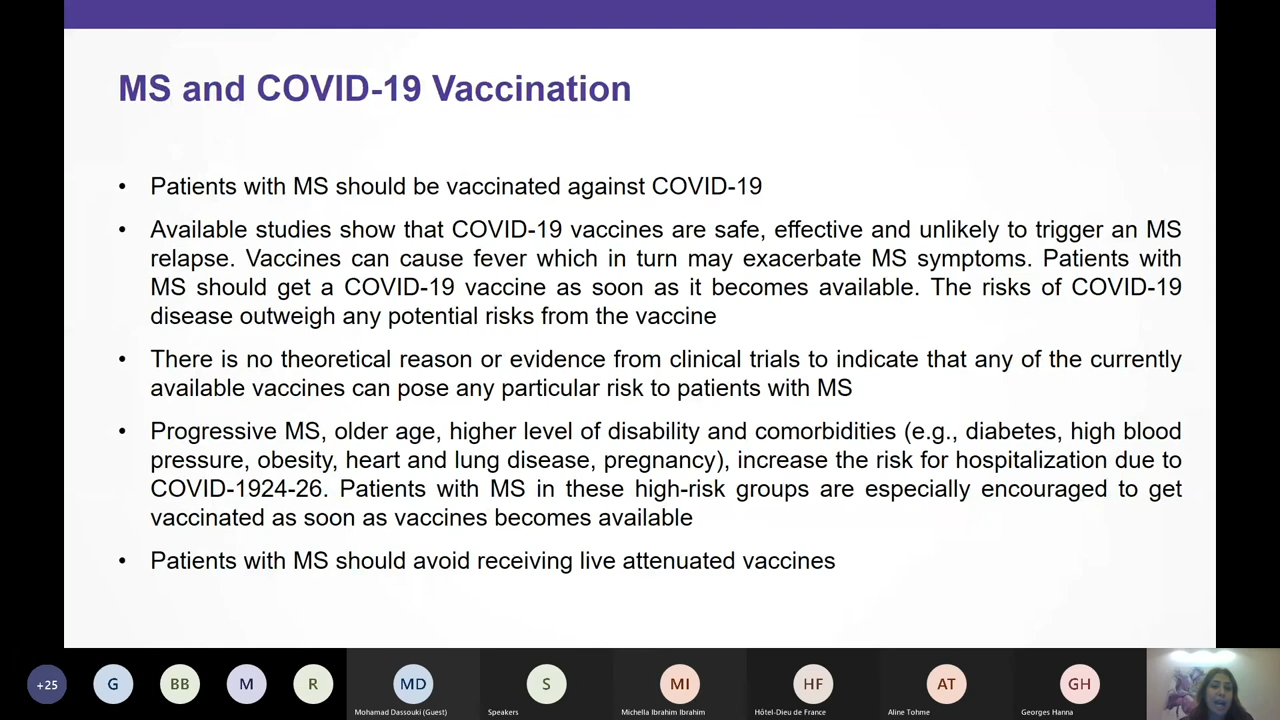 MS and COVID-19 Vaccination
• Patients with MS should be vaccinated against COVID-19
• Available studies show that COVID-19 vaccines are safe, effective and unlikely to trigger an MS
relapse. Vaccines can cause fever which in turn may exacerbate MS symptoms. Patients with
MS should get a COVID-19 vaccine as soon as it becomes available. The risks of COVID-19
disease outweigh any potential risks from the vaccine
• There is no theoretical reason or evidence from clinical trials to indicate that any of the currently
available vaccines can pose any particular risk to patients with MS
• Progressive MS, older age, higher level of disability and comorbidities (e.g., diabetes, high blood
pressure, obesity, heart and lung disease, pregnancy), increase the risk for hospitalization due to
COVID-1924-26. Patients with MS in these high-risk groups are especially encouraged to get
vaccinated as soon as vaccines becomes available
• Patients with MS should avoid receiving live attenuated vaccines
+25 G BB M R MD S MI HF AT GH
Mohamad Dassouki (Guest) Speakers Michella Ibrahim Ibrahim Hôtel-Dieu de France Aline Tohme Georges Hanna